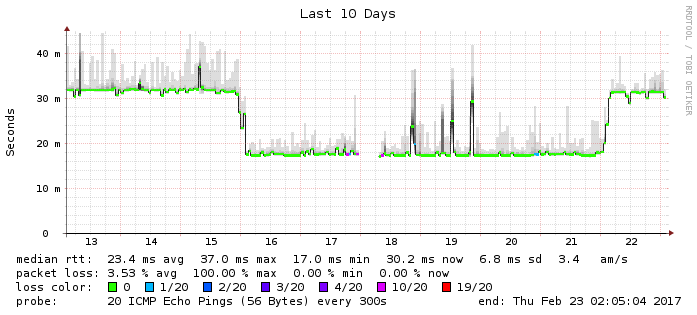 Last 10 Days
RRDTOOL / TOBI OETIKER
Seconds
40 m
30 m
20 m
10 m
0
13 14 15 16 17 18 19 20 21 22
median rtt: 23.4 ms avg 37.0 ms max 17.0 ms min 30.2 ms now 6.8 ms sd 3.4 am/s
packet loss: 3.53 % avg 100.00 % max 0.00 % min 0.00 % now
loss color: 0 1/20 2/20 3/20 4/20 10/20 19/20
probe: 20 ICMP Echo Pings (56 Bytes) every 300s end: Thu Feb 23 02:05:04 2017